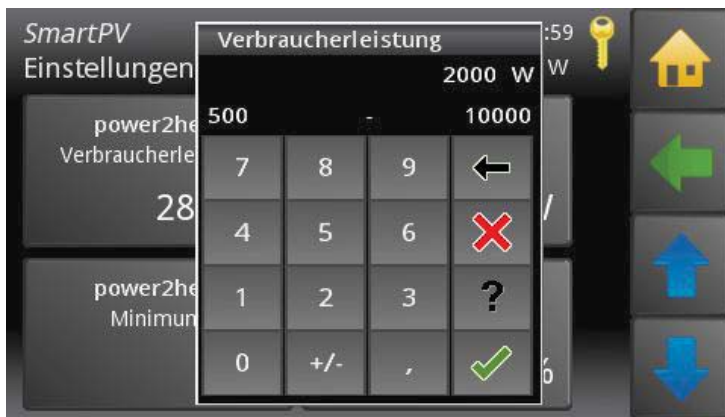 SmartPV
Einstellungen
:59
W
Verbraucherleistung
2000 W
500 - 10000
power2he
Verbraucherle
28
7 8 9
4 5 6
power2he
Minimun
1 2 3 ?
0 +/- ,
%